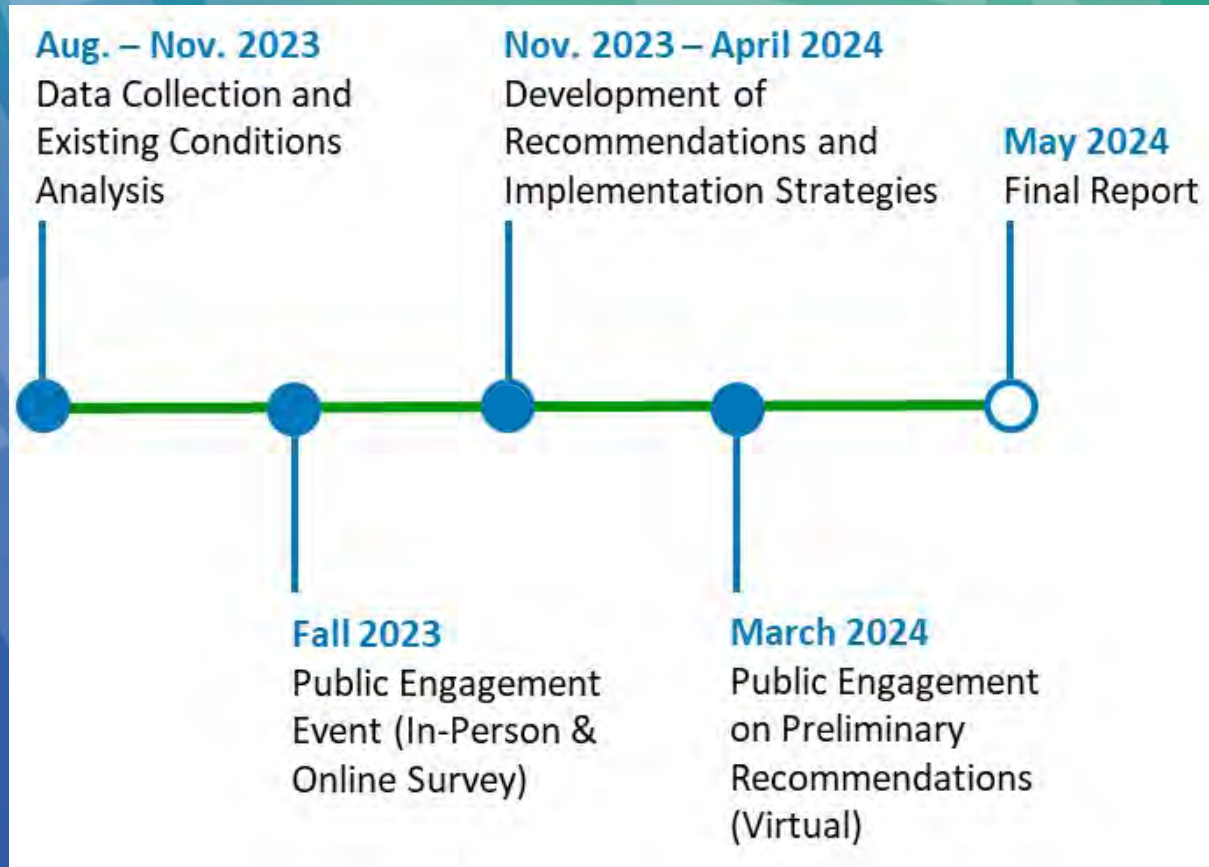 Aug. – Nov. 2023
Data Collection and
Existing Conditions
Analysis
Nov. 2023 – April 2024
Development of
Recommendations and
Implementation Strategies
May 2024
Final Report
Fall 2023
Public Engagement
Event (In-Person &
Online Survey)
March 2024
Public Engagement
on Preliminary
Recommendations
(Virtual)